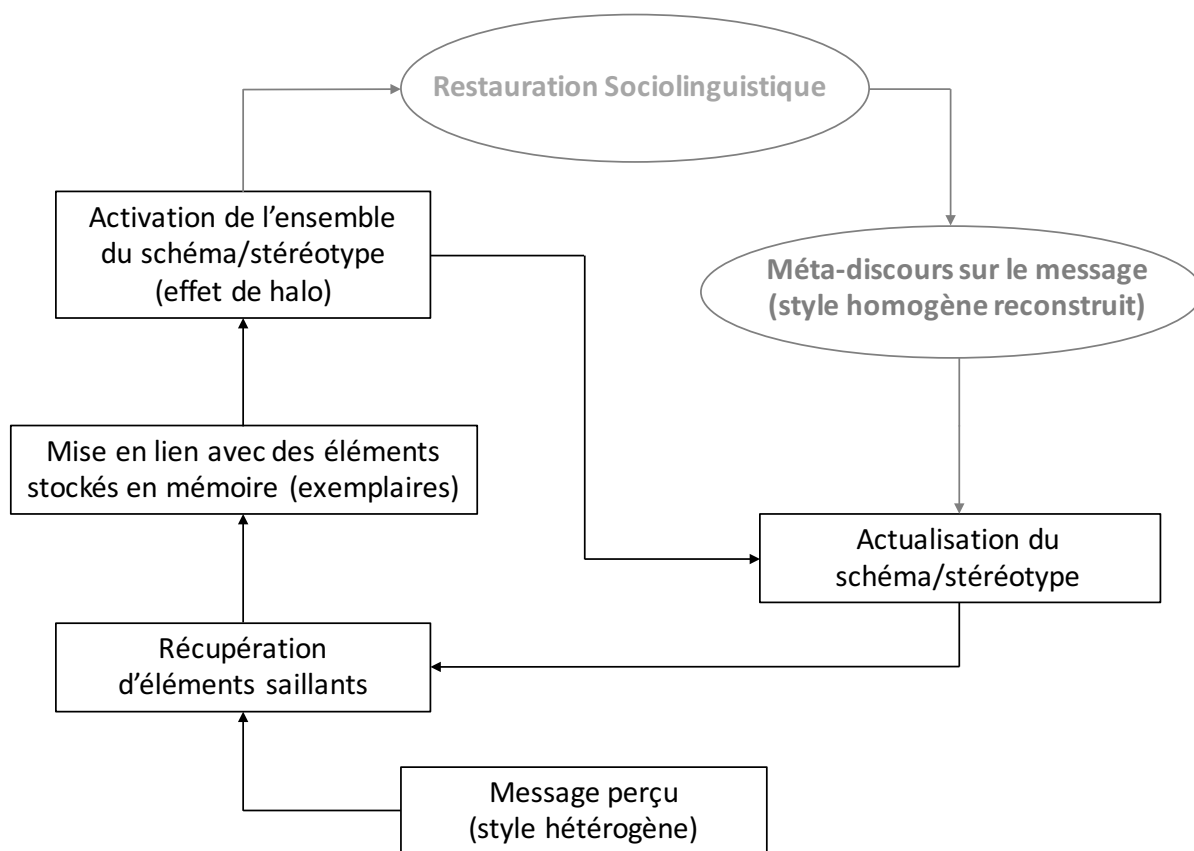 Restauration Sociolinguistique
Activation de l’ensemble
du schéma/stéréotype
(effet de halo)
Méta-discours sur le message
(style homogène reconstruit)
Mise en lien avec des éléments
stockés en mémoire (exemplaires)
Actualisation du
schéma/stéréotype
Récupération
d’éléments saillants
Message perçu
(style hétérogène)